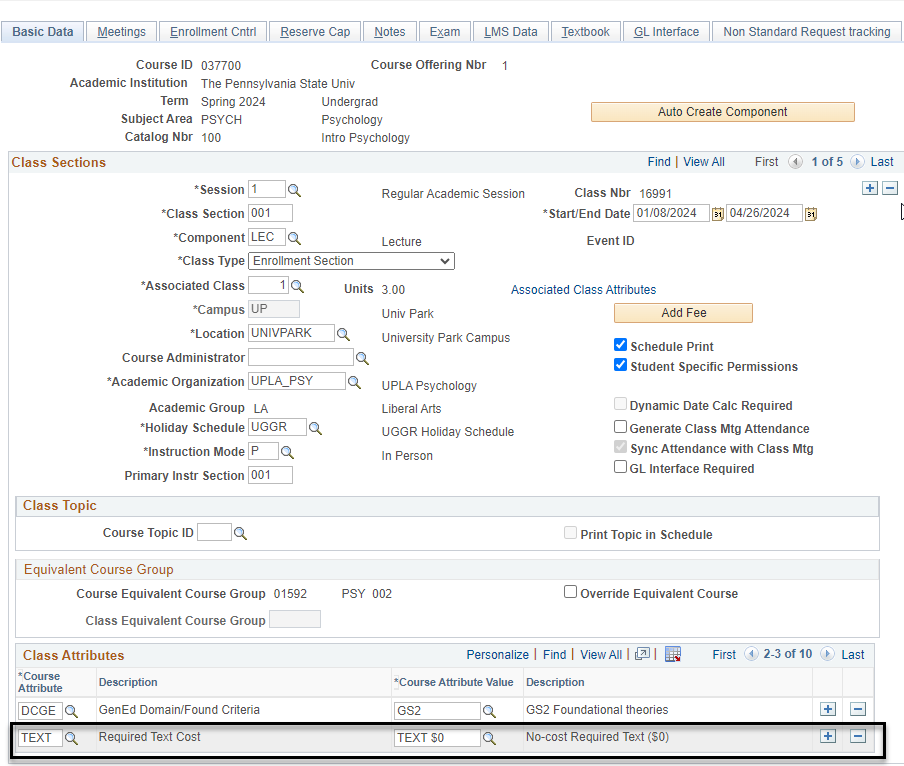 Basic Data Meetings Enrollment Cntrl Reserve Cap Notes Exam LMS Data Textbook GL Interface Non Standard Request tracking
Course ID 037700 Course Offering Nbr 1
Academic Institution The Pennsylvania State Univ
Term Spring 2024 Undergrad
Subject Area PSYCH Psychology
Auto Create Component
Catalog Nbr 100 Intro Psychology
Class Sections Find | View All First 1 of 5 Last
*Session 1 Regular Academic Session Class Nbr 16991
*Class Section 001 *Start/End Date 01/08/2024 31 04/26/2024 31
*Component LEC Lecture Event ID
*Class Type Enrollment Section
*Associated Class 1 Units 3.00 Associated Class Attributes
*Campus UP Univ Park Add Fee
*Location UNIVPARK University Park Campus
Schedule Print
Course Administrator
Student Specific Permissions
*Academic Organization UPLA_PSY UPLA Psychology
Academic Group LA Liberal Arts Dynamic Date Calc Required
*Holiday Schedule UGGR UGGR Holiday Schedule Generate Class Mtg Attendance
*Instruction Mode P In Person Sync Attendance with Class Mtg
Primary Instr Section 001 GL Interface Required
Class Topic
Course Topic ID Print Topic in Schedule
Equivalent Course Group
Course Equivalent Course Group 01592 PSY 002 Override Equivalent Course
Class Equivalent Course Group
Class Attributes Personalize | Find | View All | | First 2-3 of 10 Last
*Course Attribute Description *Course Attribute Value Description
DCGE GenEd Domain/Found Criteria GS2 GS2 Foundational theories
TEXT Required Text Cost TEXT $0 No-cost Required Text ($0)